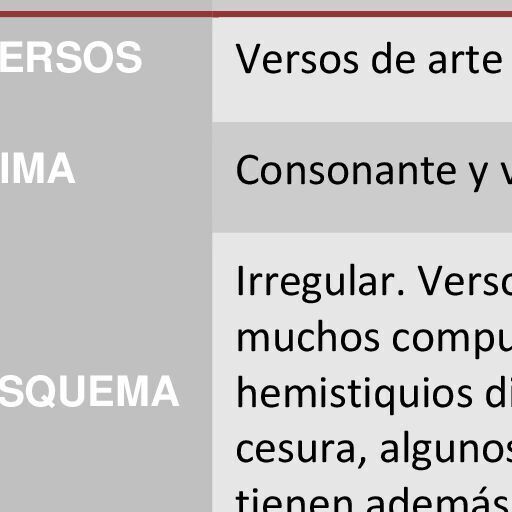 ERSOS Versos de arte
IMA Consonante y v
Irregular. Verso
muchos compu
SQUEMA hemistiquios di
cesura, algunos
tienen además